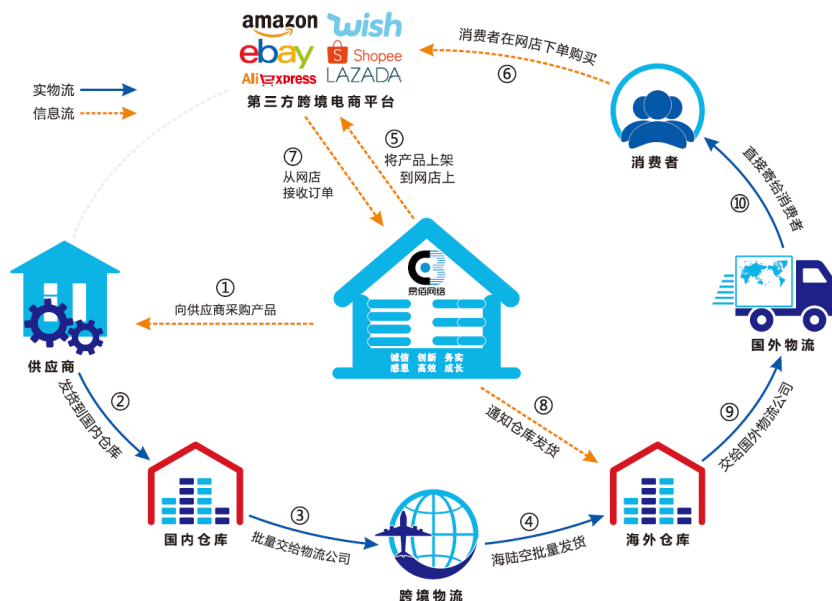 amazon
wish
ebay
Shopee
AliExpress
LAZADA
第三方跨境电商平台
实物流
信息流
⑥
消费者在网店下单购买
消费者
⑦
从网店
接收订单
⑤
将产品上架
到网店上
⑩
直接寄给消费者
易佰网络
诚信 创新 务实
感恩 高效 成长
①
向供应商采购产品
供应商
国外物流
②
发货到国内仓库
⑧
通知仓库发货
⑨
交给国外物流公司
国内仓库
③
批量交给物流公司
跨境物流
④
海陆空批量发货
海外仓库